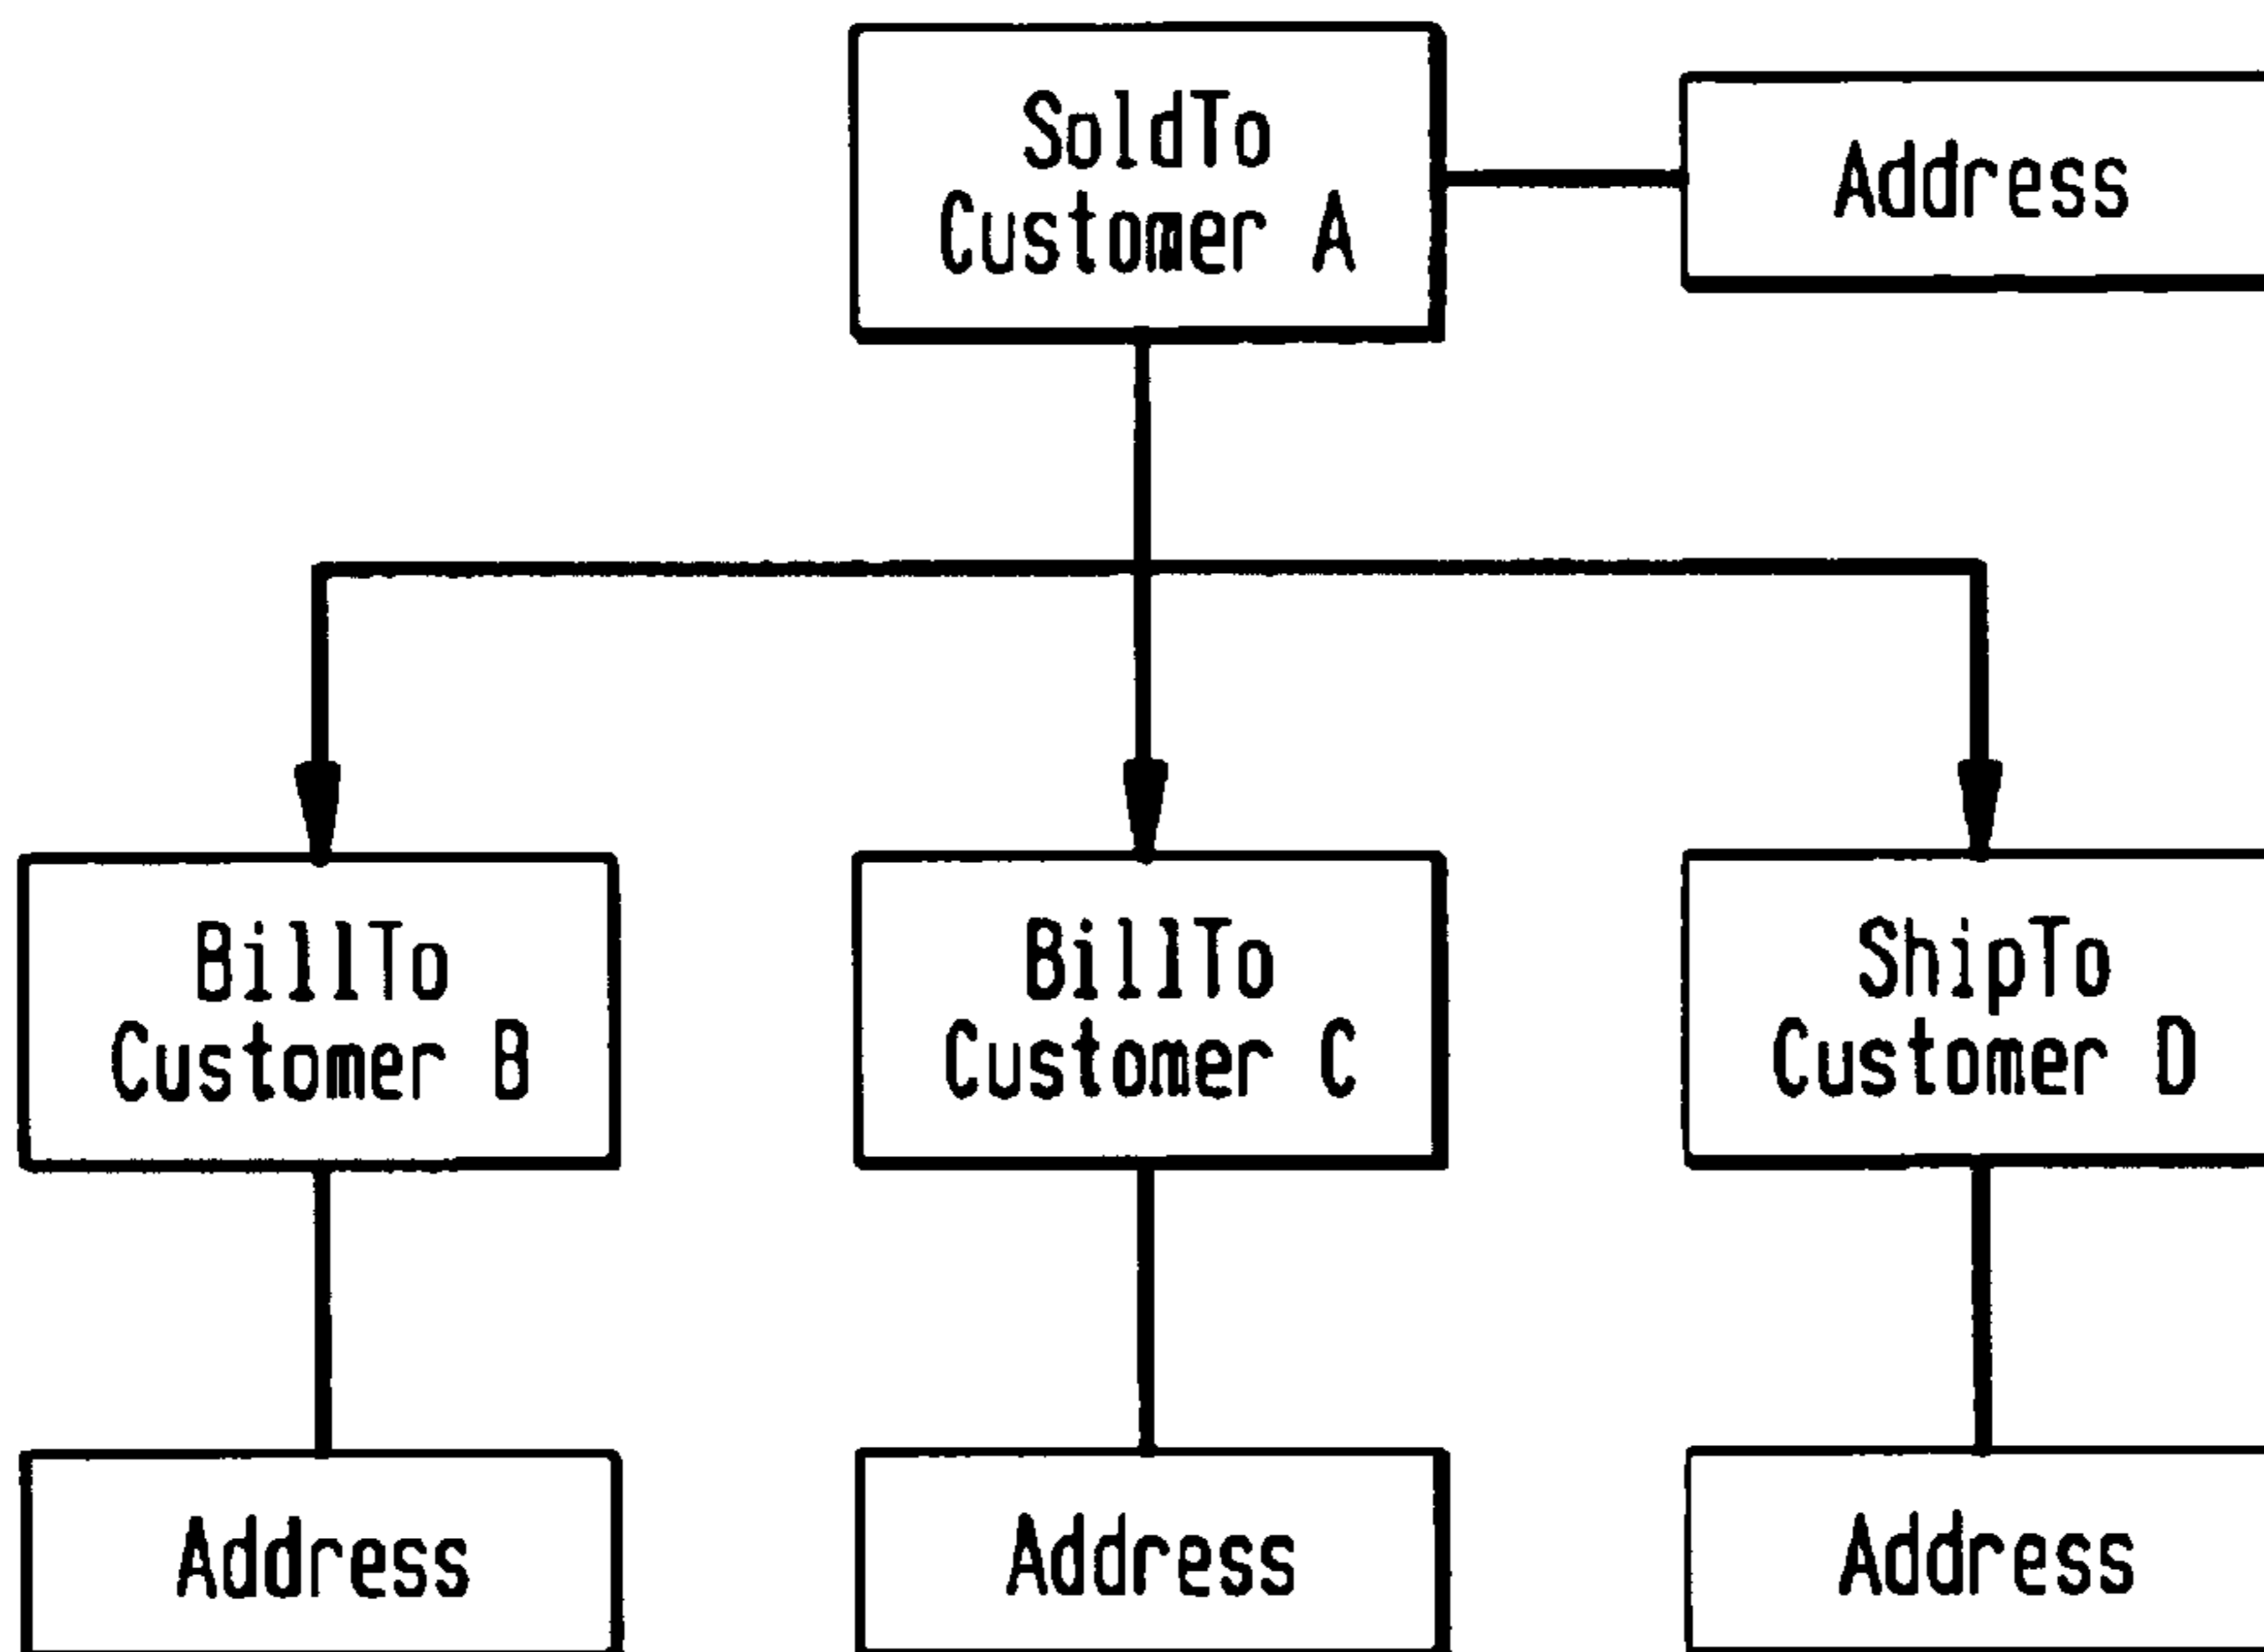 SoldTo
Customer A
Address
BillTo
Customer B
BillTo
Customer C
ShipTo
Customer D
Address
Address
Address